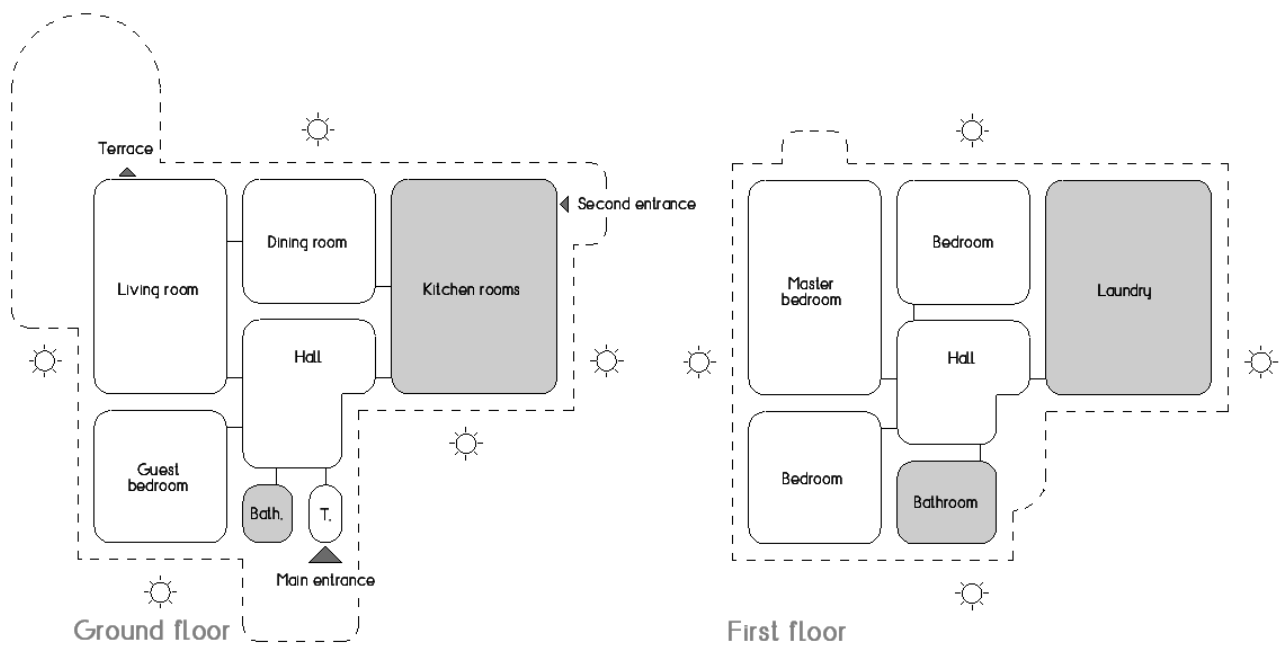 Terrace
Second entrance
Dining room
Living room
Kitchen rooms
Hall
Guest
bedroom
Bath.
T.
Main entrance
Ground floor
Bedroom
Master
bedroom
Laundry
Hall
Bedroom
Bathroom
First floor